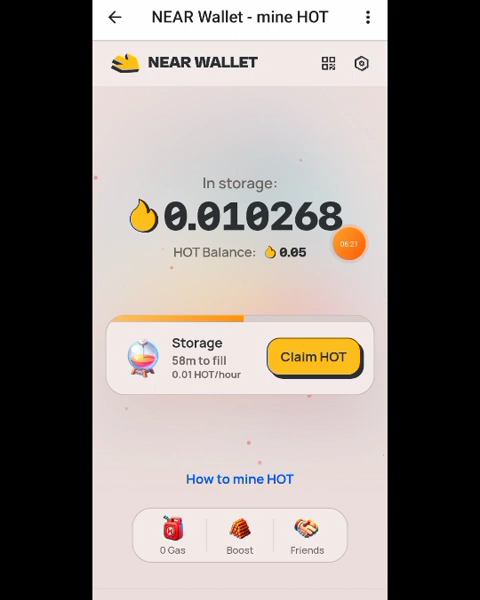 NEAR Wallet - mine HOT
NEAR WALLET
In storage:
0.010268
HOT Balance: 0.05
06:21
Storage
58m to fill
0.01 HOT/hour
Claim HOT
How to mine HOT
0 Gas
Boost
Friends